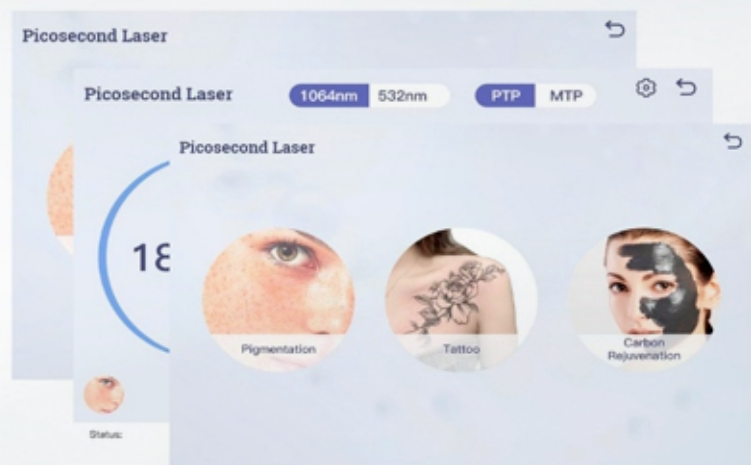 Picosecond Laser
Picosecond Laser
1064nm
532nm
PTP
MTP
Picosecond Laser
18
Pigmentation
Tattoo
Carbon
Rejuvenation
Status: